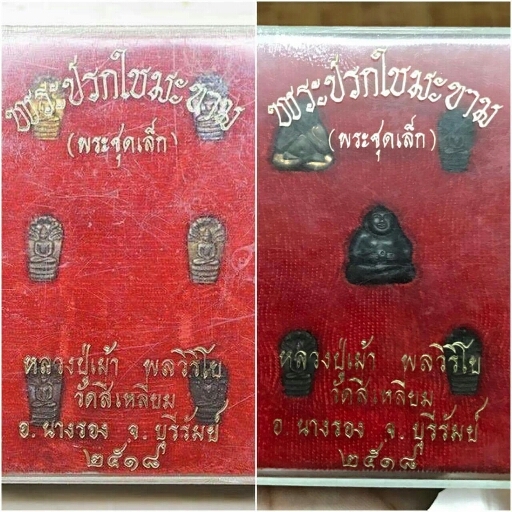 พระปรกใบมะขาม
(พระชุดเล็ก)
หลวงปู่เม้า พลวิริโย
วัดสี่เหลี่ยม
อ. นางรอง จ. บุรีรัมย์
๒๕๑๘
พระปรกใบมะขาม
(พระชุดเล็ก)
หลวงปู่เม้า พลวิริโย
วัดสี่เหลี่ยม
อ. นางรอง จ. บุรีรัมย์
๒๕๑๘